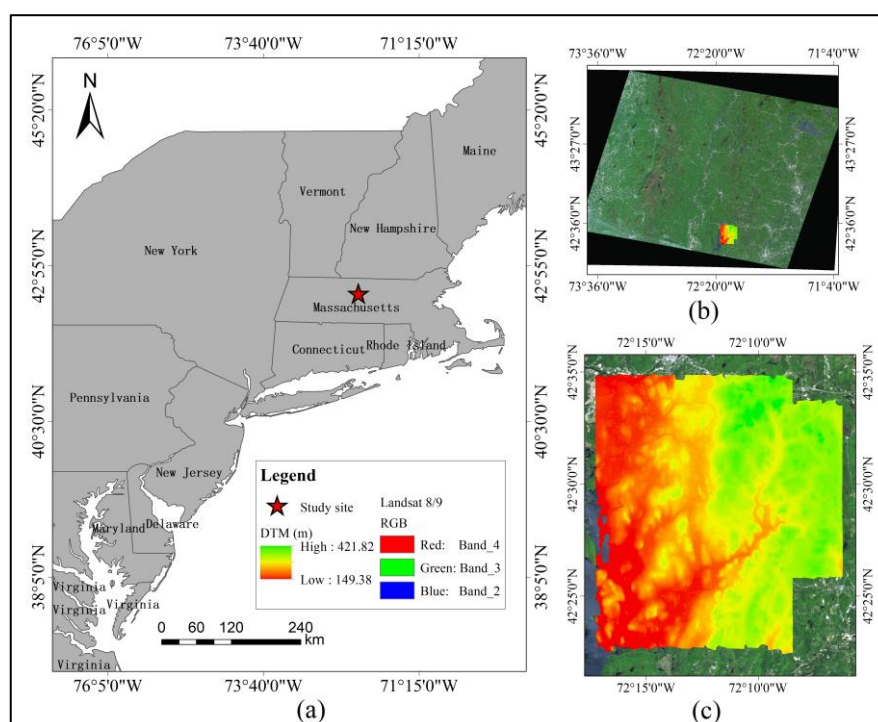 76°5'0"W 73°40'0"W 71°15'0"W
N
45°20'0"N
42°55'0"N
40°30'0"N
38°5'0"N
45°20'0"N
42°55'0"N
40°30'0"N
38°5'0"N
Maine
Vermont
New Hampshire
New York
Massachusetts
Connecticut
Rhode Island
Pennsylvania
New Jersey
Maryland
Delaware
Virginia
Virginia
Virginia
Virginia
Legend
Study site
DTM (m)
High : 421.82
Low : 149.38
Landsat 8/9
RGB
Red: Band_4
Green: Band_3
Blue: Band_2
0 60 120 240
km
76°5'0"W 73°40'0"W 71°15'0"W
(a)
73°36'0"W 72°20'0"W 71°40'0"W
43°27'0"N
42°36'0"N
43°27'0"N
42°36'0"N
73°36'0"W 72°20'0"W 71°4'0"W
(b)
72°15'0"W 72°10'0"W
42°35'0"N
42°30'0"N
42°25'0"N
42°35'0"N
42°30'0"N
42°25'0"N
72°15'0"W 72°10'0"W
(c)